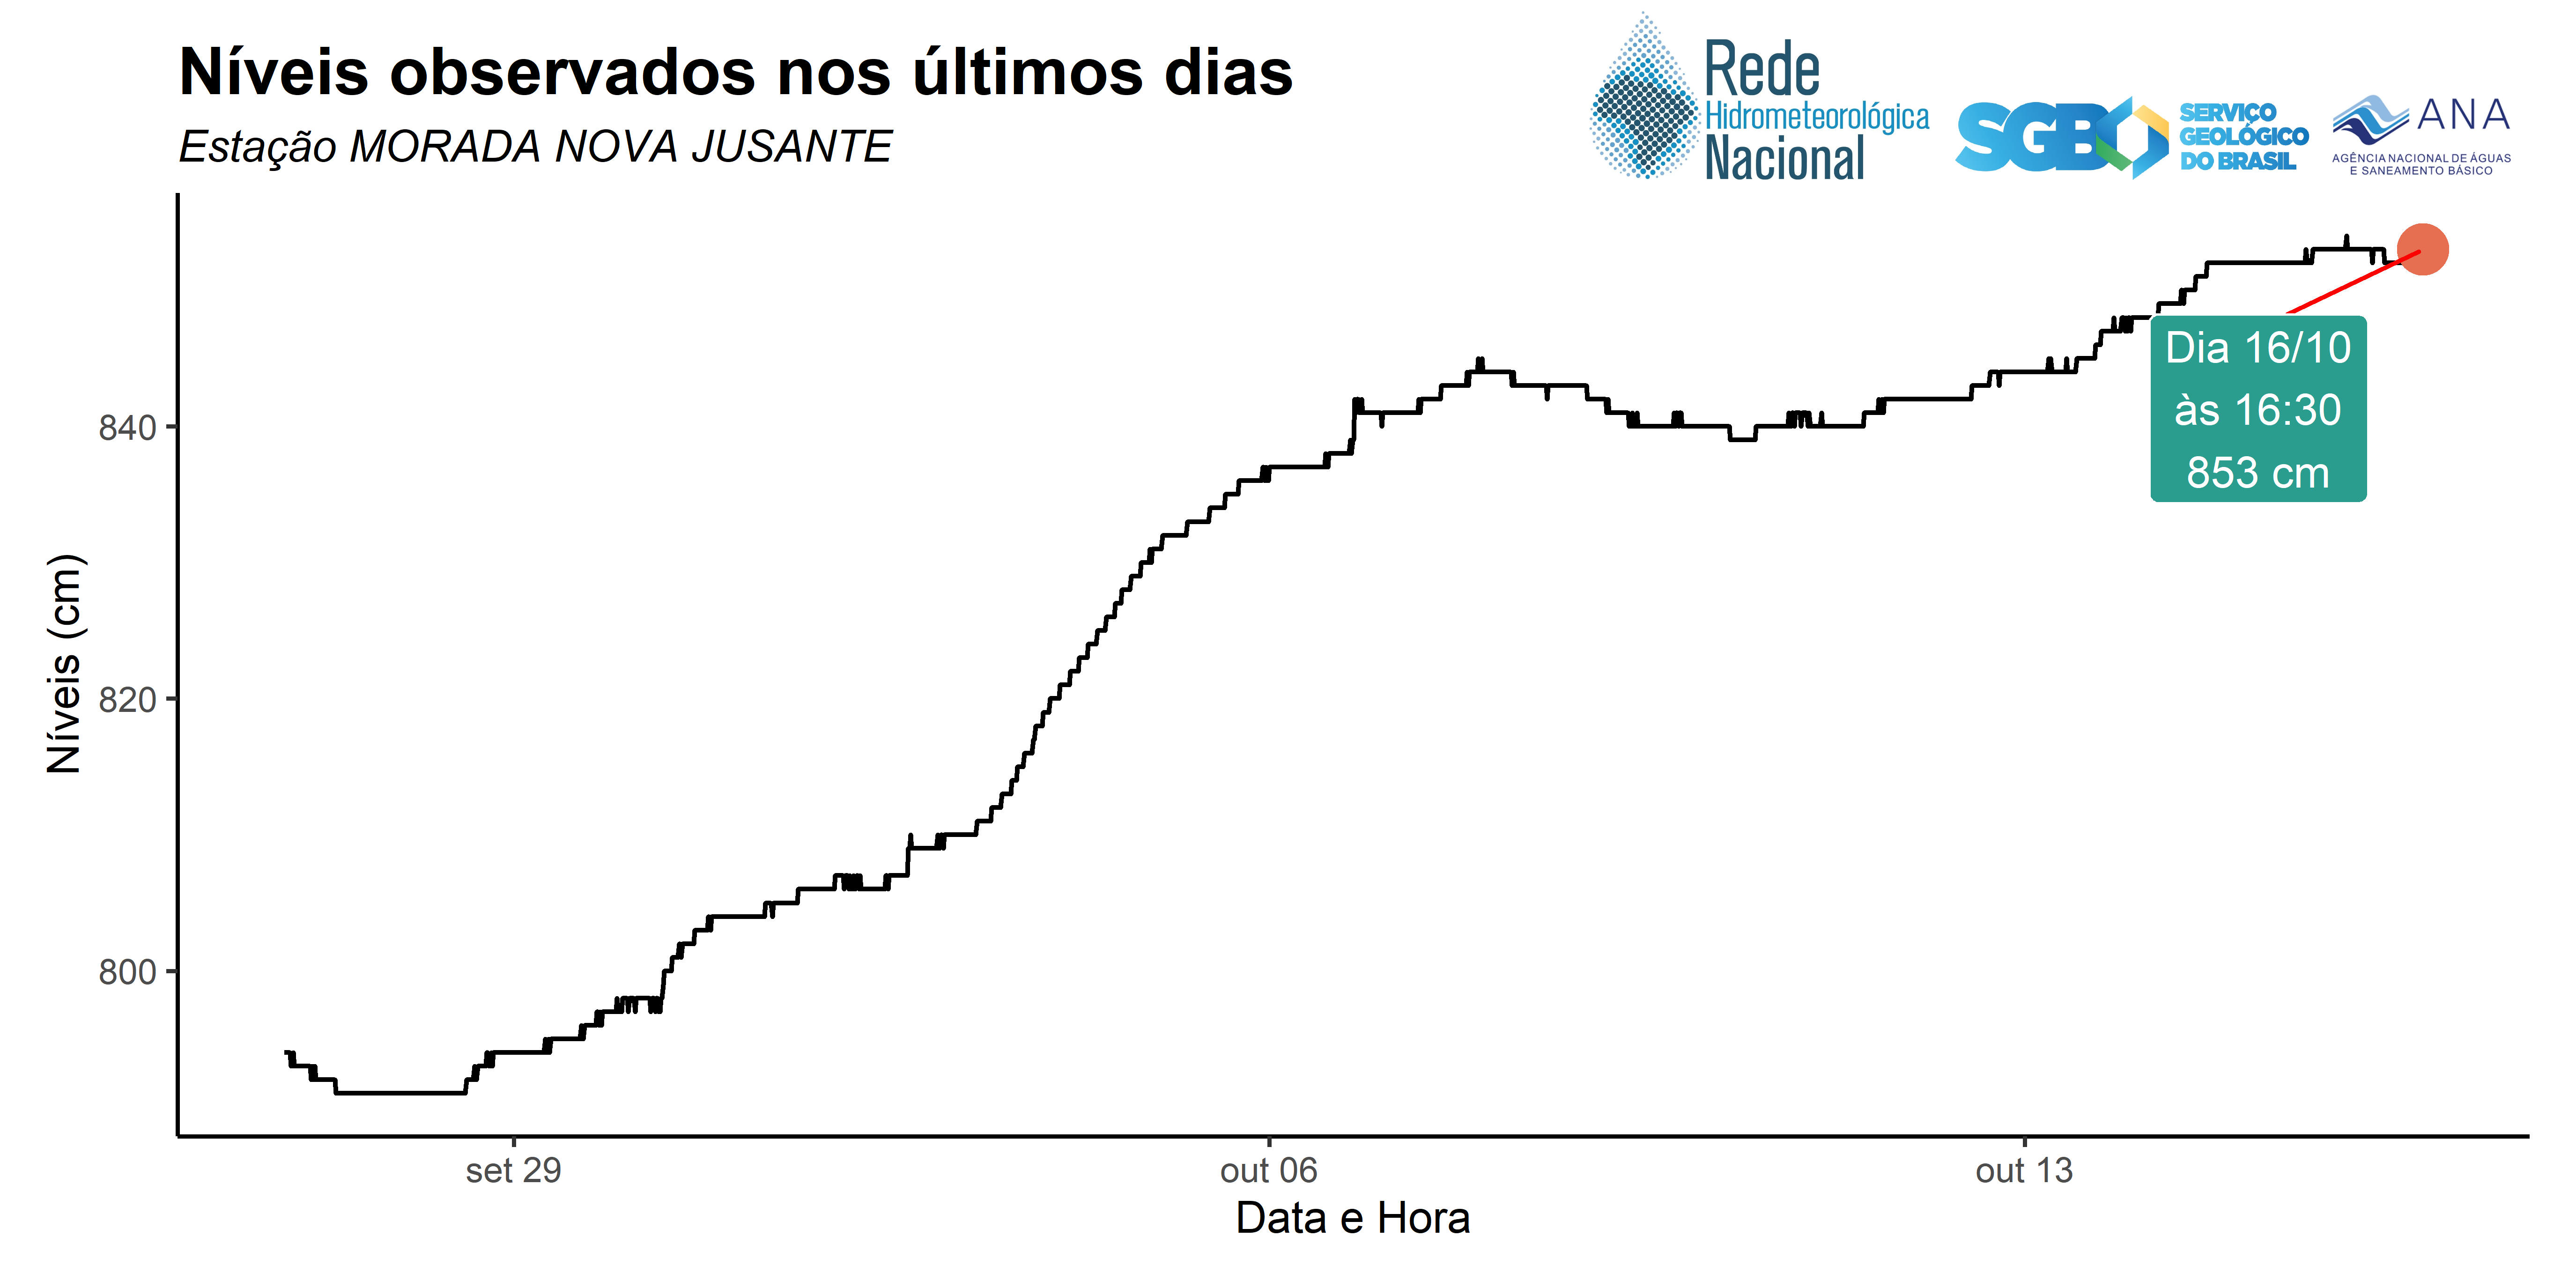 Níveis observados nos últimos dias
Estação MORADA NOVA JUSANTE
Rede
Hidrometeorológica
Nacional
SGB
SERVIÇO
GEOLÓGICO
DO BRASIL
ANA
AGÊNCIA NACIONAL DE ÁGUAS
E SANEAMENTO BÁSICO
Dia 16/10
às 16:30
853 cm
Níveis (cm)
840
820
800
set 29
out 06
out 13
Data e Hora